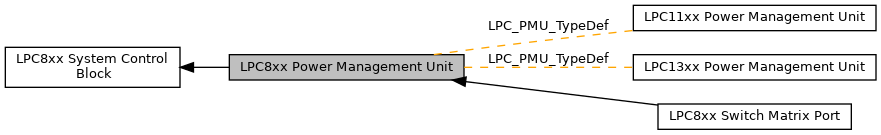 LPC8xx System Control
Block
LPC8xx Power Management Unit
LPC_PMU_TypeDef
LPC11xx Power Management Unit
LPC_PMU_TypeDef
LPC13xx Power Management Unit
LPC8xx Switch Matrix Port